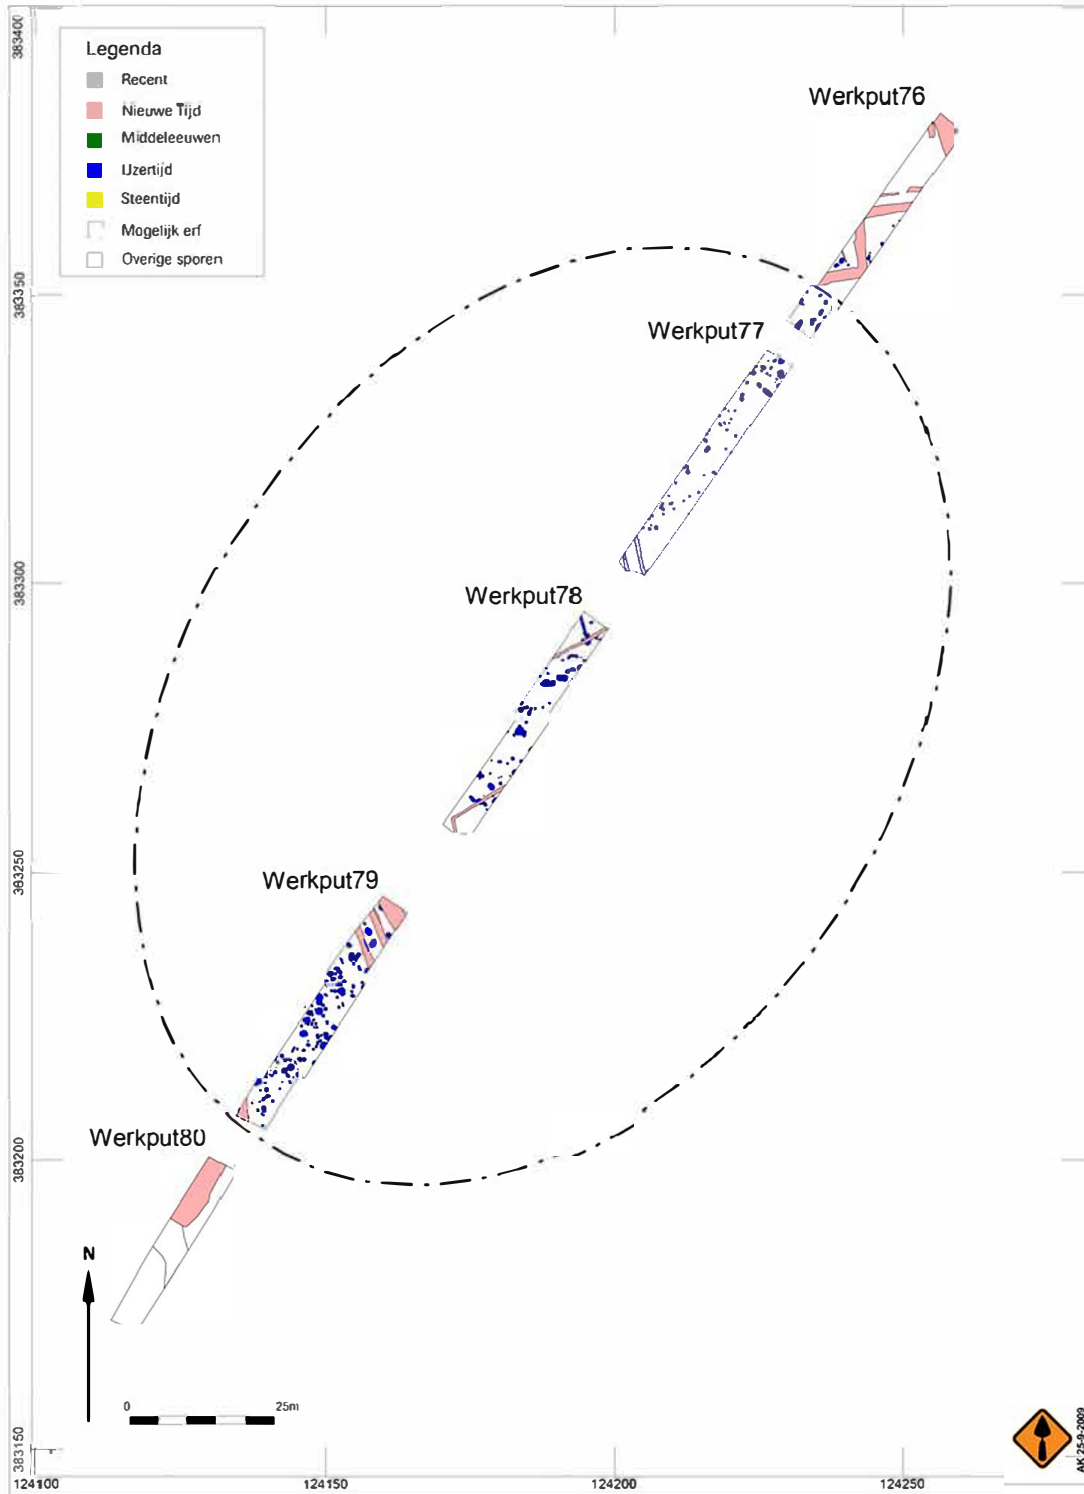 383400
Legenda
Recent
Nieuwe Tijd
Middeleeuwen
IJzertijd
Steentijd
Mogelijk erf
Overige sporen
Werkput76
383350
Werkput77
383300
Werkput78
383250
Werkput79
Werkput80
383200
N
0 25m
383150
124100 124150 124200 124250
AK 25-9-2009